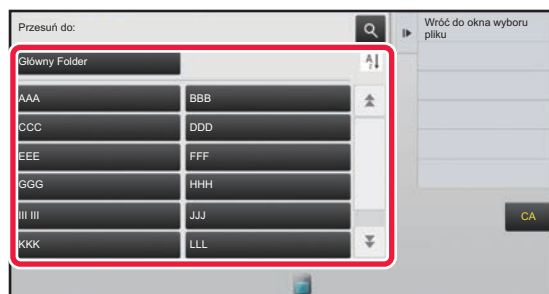 Przesuń do:
Wróć do okna wyboru
pliku
Główny Folder
A
Z
AAA
BBB
CCC
DDD
EEE
FFF
GGG
HHH
III III
JJJ
CA
KKK
LLL